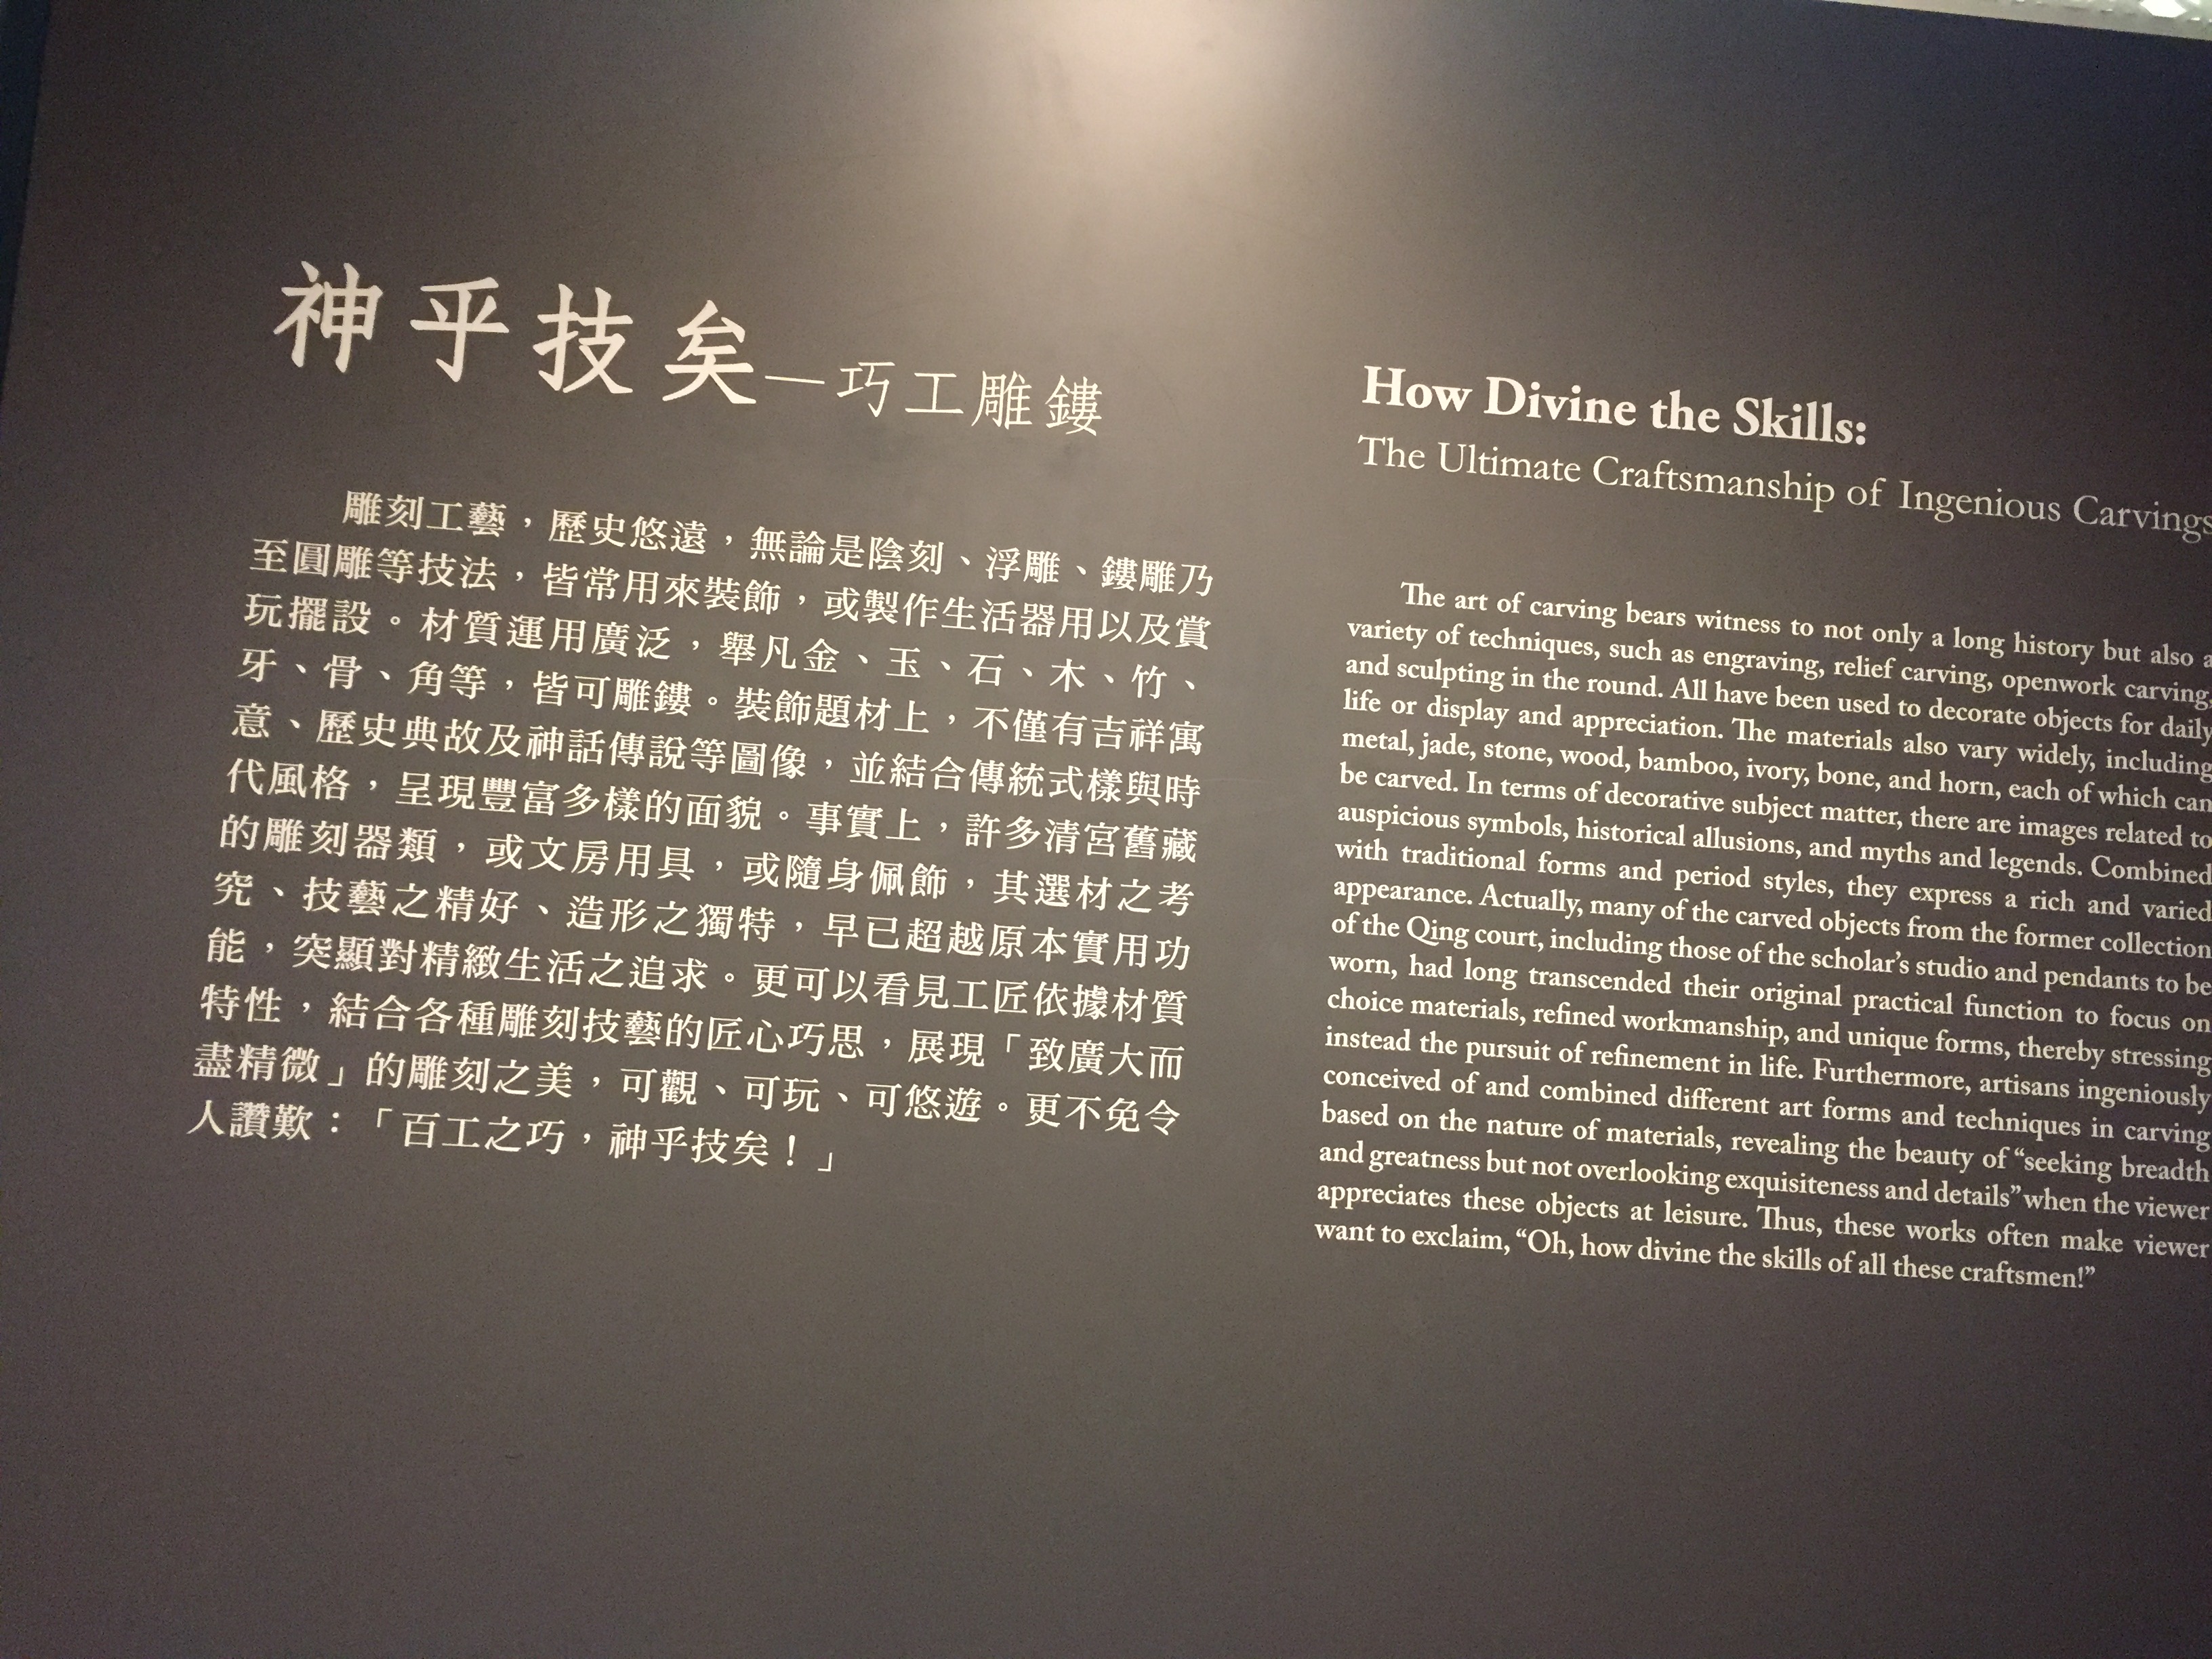 神乎技矣—巧工雕鏤
雕刻工藝，歷史悠遠，無論是陰刻、浮雕、鏤雕乃
至圓雕等技法，皆常用來裝飾，或製作生活器用以及賞
玩擺設。材質運用廣泛，舉凡金、玉、石、木、竹、
牙、骨、角等，皆可雕鏤。裝飾題材上，不僅有吉祥寓
意、歷史典故及神話傳說等圖像，並結合傳統式樣與時
代風格，呈現豐富多樣的面貌。事實上，許多清宮舊藏
的雕刻器類，或文房用具，或隨身佩飾，其選材之考
究、技藝之精好、造形之獨特，早已超越原本實用功
能，突顯對精緻生活之追求。更可以看見工匠依據材質
特性，結合各種雕刻技藝的匠心巧思，展現「致廣大而
盡精微」的雕刻之美，可觀、可玩、可悠遊。更不免令
人讚歎：「百工之巧，神乎技矣！」
How Divine the Skills:
The Ultimate Craftsmanship of Ingenious Carvings
The art of carving bears witness to not only a long history but also a
variety of techniques, such as engraving, relief carving, openwork carving,
and sculpting in the round. All have been used to decorate objects for daily
life or display and appreciation. The materials also vary widely, including
metal, jade, stone, wood, bamboo, ivory, bone, and horn, each of which can
be carved. In terms of decorative subject matter, there are images related to
auspicious symbols, historical allusions, and myths and legends. Combined
with traditional forms and period styles, they express a rich and varied
appearance. Actually, many of the carved objects from the former collection
of the Qing court, including those of the scholar's studio and pendants to be
worn, had long transcended their original practical function to focus on
choice materials, refined workmanship, and unique forms, thereby stressing
instead the pursuit of refinement in life. Furthermore, artisans ingeniously
conceived of and combined different art forms and techniques in carving
based on the nature of materials, revealing the beauty of “seeking breadth
and greatness but not overlooking exquisiteness and details” when the viewer
appreciates these objects at leisure. Thus, these works often make viewer
want to exclaim, “Oh, how divine the skills of all these craftsmen!”